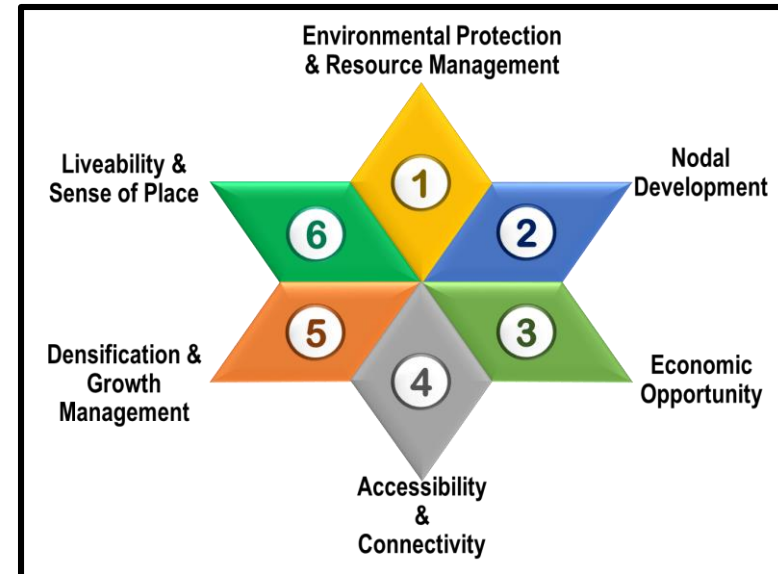 Environmental Protection
& Resource Management
1
Nodal
Development
2
Economic
Opportunity
3
Accessibility
&
Connectivity
4
Densification &
Growth
Management
5
Liveability &
Sense of Place
6